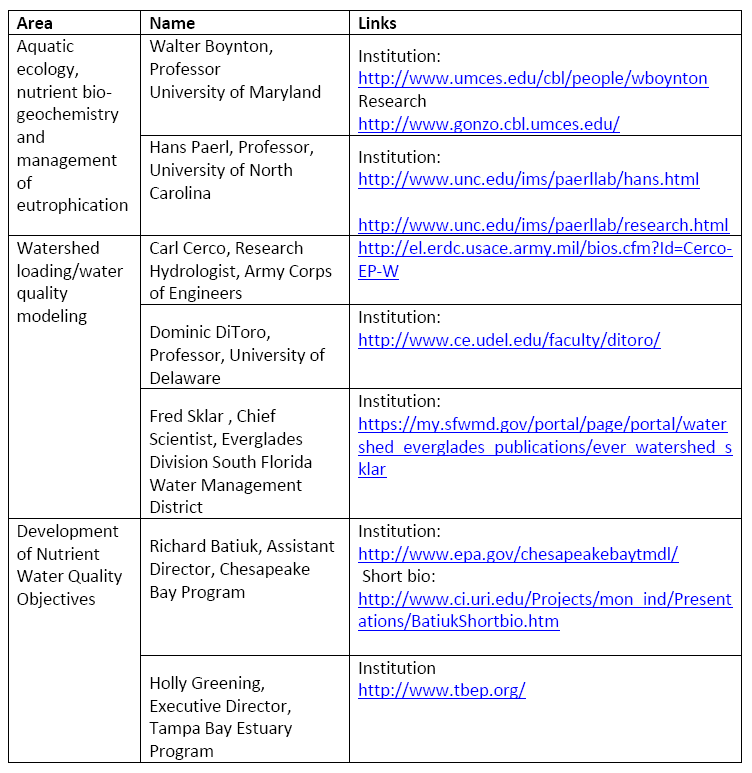 Area
Name
Links
Aquatic
ecology,
nutrient bio-
geochemistry
and
management
of
eutrophication
Walter Boynton,
Professor
University of Maryland
Institution:
http://www.umces.edu/cbl/people/wboynton
Research
http://www.gonzo.cbl.umces.edu/
Hans Paerl, Professor,
University of North
Carolina
Institution:
http://www.unc.edu/ims/paerllab/hans.html
http://www.unc.edu/ims/paerllab/research.html
Watershed
loading/water
quality
modeling
Carl Cerco, Research
Hydrologist, Army Corps
of Engineers
http://el.erdc.usace.army.mil/bios.cfm?Id=Cerco-
EP-W
Dominic DiToro,
Professor, University of
Delaware
Institution:
http://www.ce.udel.edu/faculty/ditoro/
Fred Sklar , Chief
Scientist, Everglades
Division South Florida
Water Management
District
Institution:
https://my.sfwmd.gov/portal/page/portal/water
shed_everglades_publications/ever_watershed_s
klar
Development
of Nutrient
Water Quality
Objectives
Richard Batiuk, Assistant
Director, Chesapeake
Bay Program
Institution:
http://www.epa.gov/chesapeakebaytmdl/
Short bio:
http://www.ci.uri.edu/Projects/mon_ind/Present
ations/BatiukShortbio.htm
Holly Greening,
Executive Director,
Tampa Bay Estuary
Program
Institution
http://www.tbep.org/